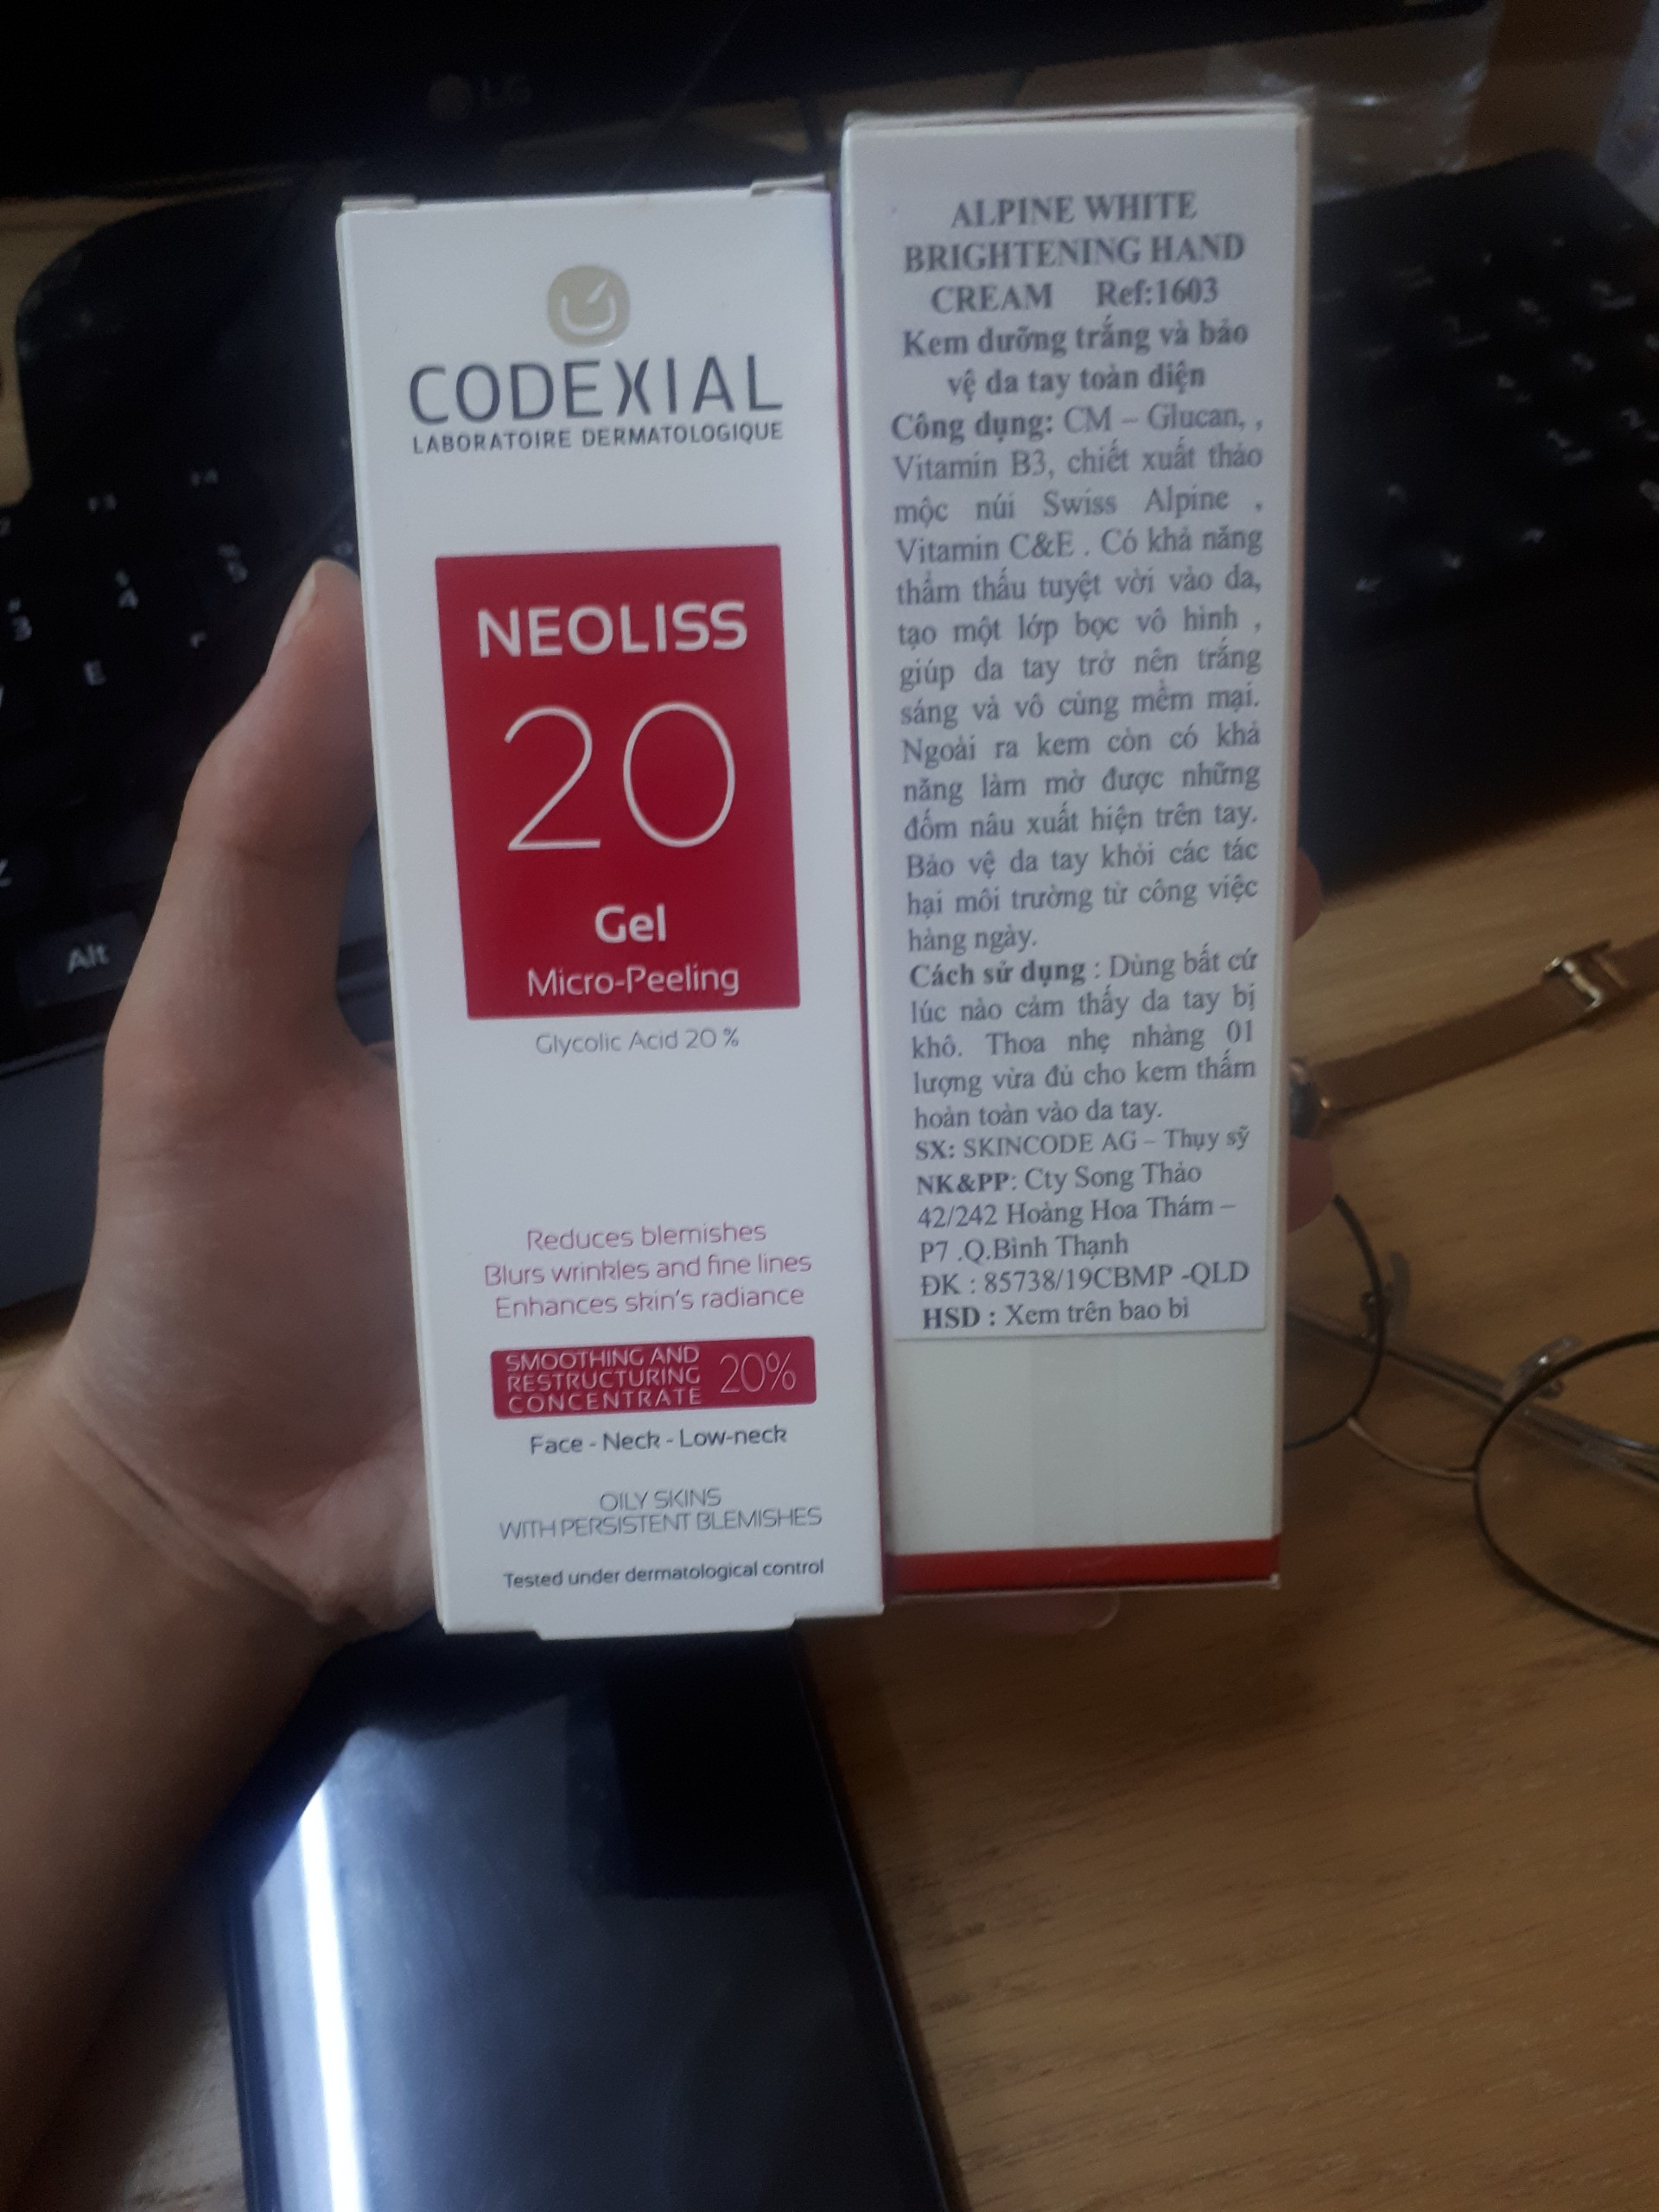 LG
CODEXIAL
LABORATOIRE DERMATOLOGIQUE
NEOLISS
20
Gel
Micro-Peeling
Glycolic Acid 20 %
Reduces blemishes
Blurs wrinkles and fine lines
Enhances skin's radiance
SMOOTHING AND
RESTRUCTURING
CONCENTRATE
20%
Face - Neck - Low-neck
OILY SKINS
WITH PERSISTENT BLEMISHES
Tested under dermatological control
ALPINE WHITE
BRIGHTENING HAND
CREAM Ref:1603
Kem dưỡng trắng và bảo
vệ da tay toàn diện
Công dụng: CM – Glucan, ,
Vitamin B3, chiết xuất thảo
mộc núi Swiss Alpine ,
Vitamin C&E . Có khả năng
thẩm thấu tuyệt vời vào da,
tạo một lớp bọc vô hình ,
giúp da tay trở nên trắng
sáng và vô cùng mềm mại.
Ngoài ra kem còn có khả
năng làm mờ được những
đốm nâu xuất hiện trên tay.
Bảo vệ da tay khỏi các tác
hại môi trường từ công việc
hàng ngày.
Cách sử dụng : Dùng bất cứ
lúc nào cảm thấy da tay bị
khô. Thoa nhẹ nhàng 01
lượng vừa đủ cho kem thấm
hoàn toàn vào da tay.
SX: SKINCODE AG – Thụy sỹ
NK&PP: Cty Song Thảo
42/242 Hoàng Hoa Thám –
P7 .Q.Bình Thạnh
ĐK : 85738/19CBMP -QLD
HSD : Xem trên bao bì
F4
4
3
E
Alt